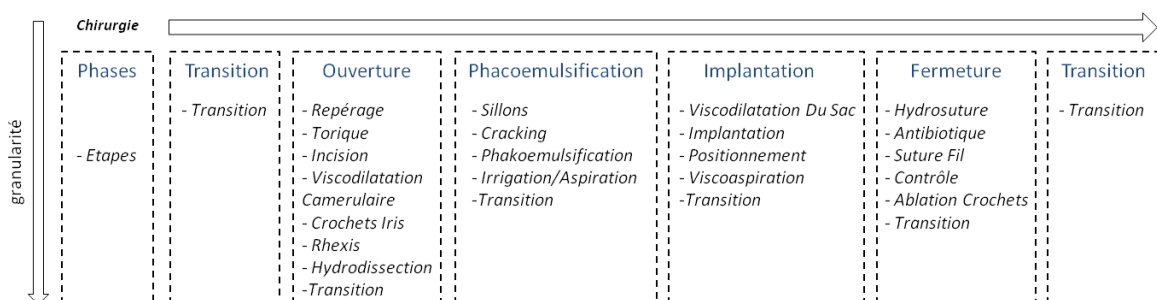 Chirurgie
granularité
Phases
- Etapes
Transition
- Transition
Ouverture
- Repérage
- Torique
- Incision
- Viscodilatation
Camerulaire
- Crochets Iris
- Rhexis
- Hydrodissection
-Transition
Phacoemulsification
- Sillons
- Cracking
- Phakoemulsification
- Irrigation/Aspiration
-Transition
Implantation
- Viscodilatation Du Sac
- Implantation
- Positionnement
- Viscoaspiration
-Transition
Fermeture
- Hydrosuture
- Antibiotique
- Suture Fil
- Contrôle
- Ablation Crochets
- Transition
Transition
- Transition